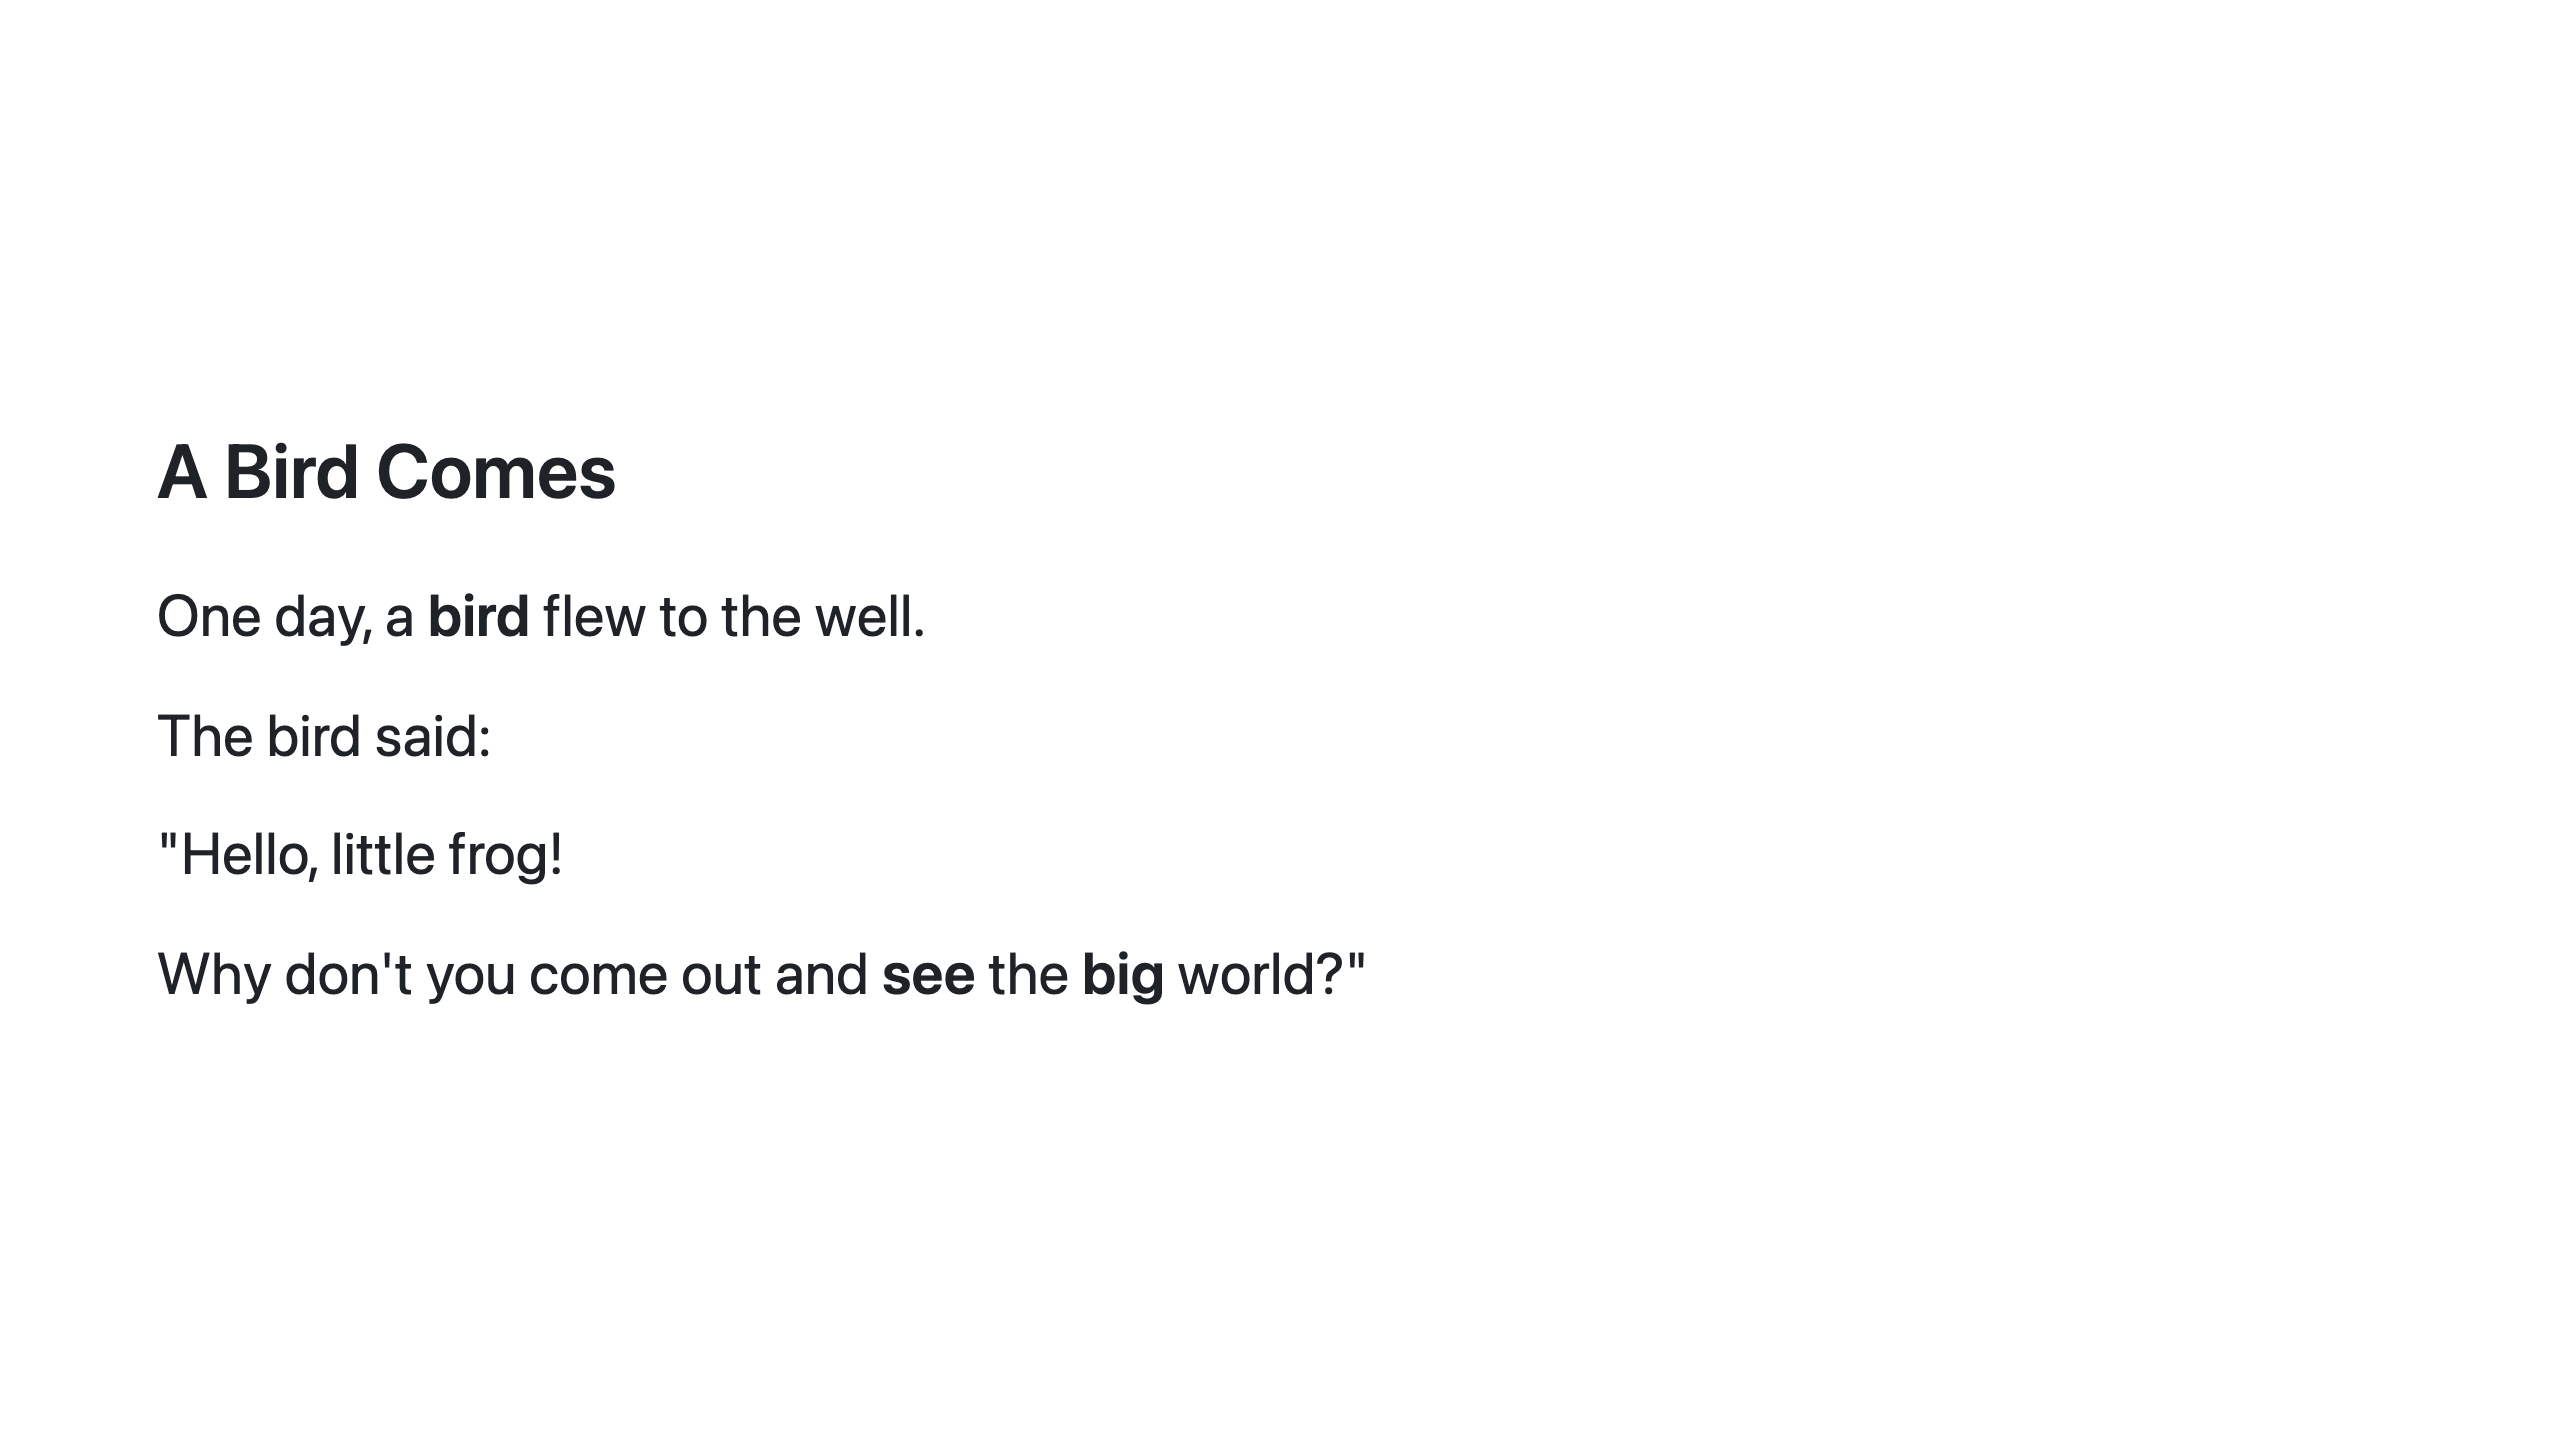 A Bird Comes
One day, a bird flew to the well.
The bird said:
"Hello, little frog!
Why don't you come out and see the big world?"